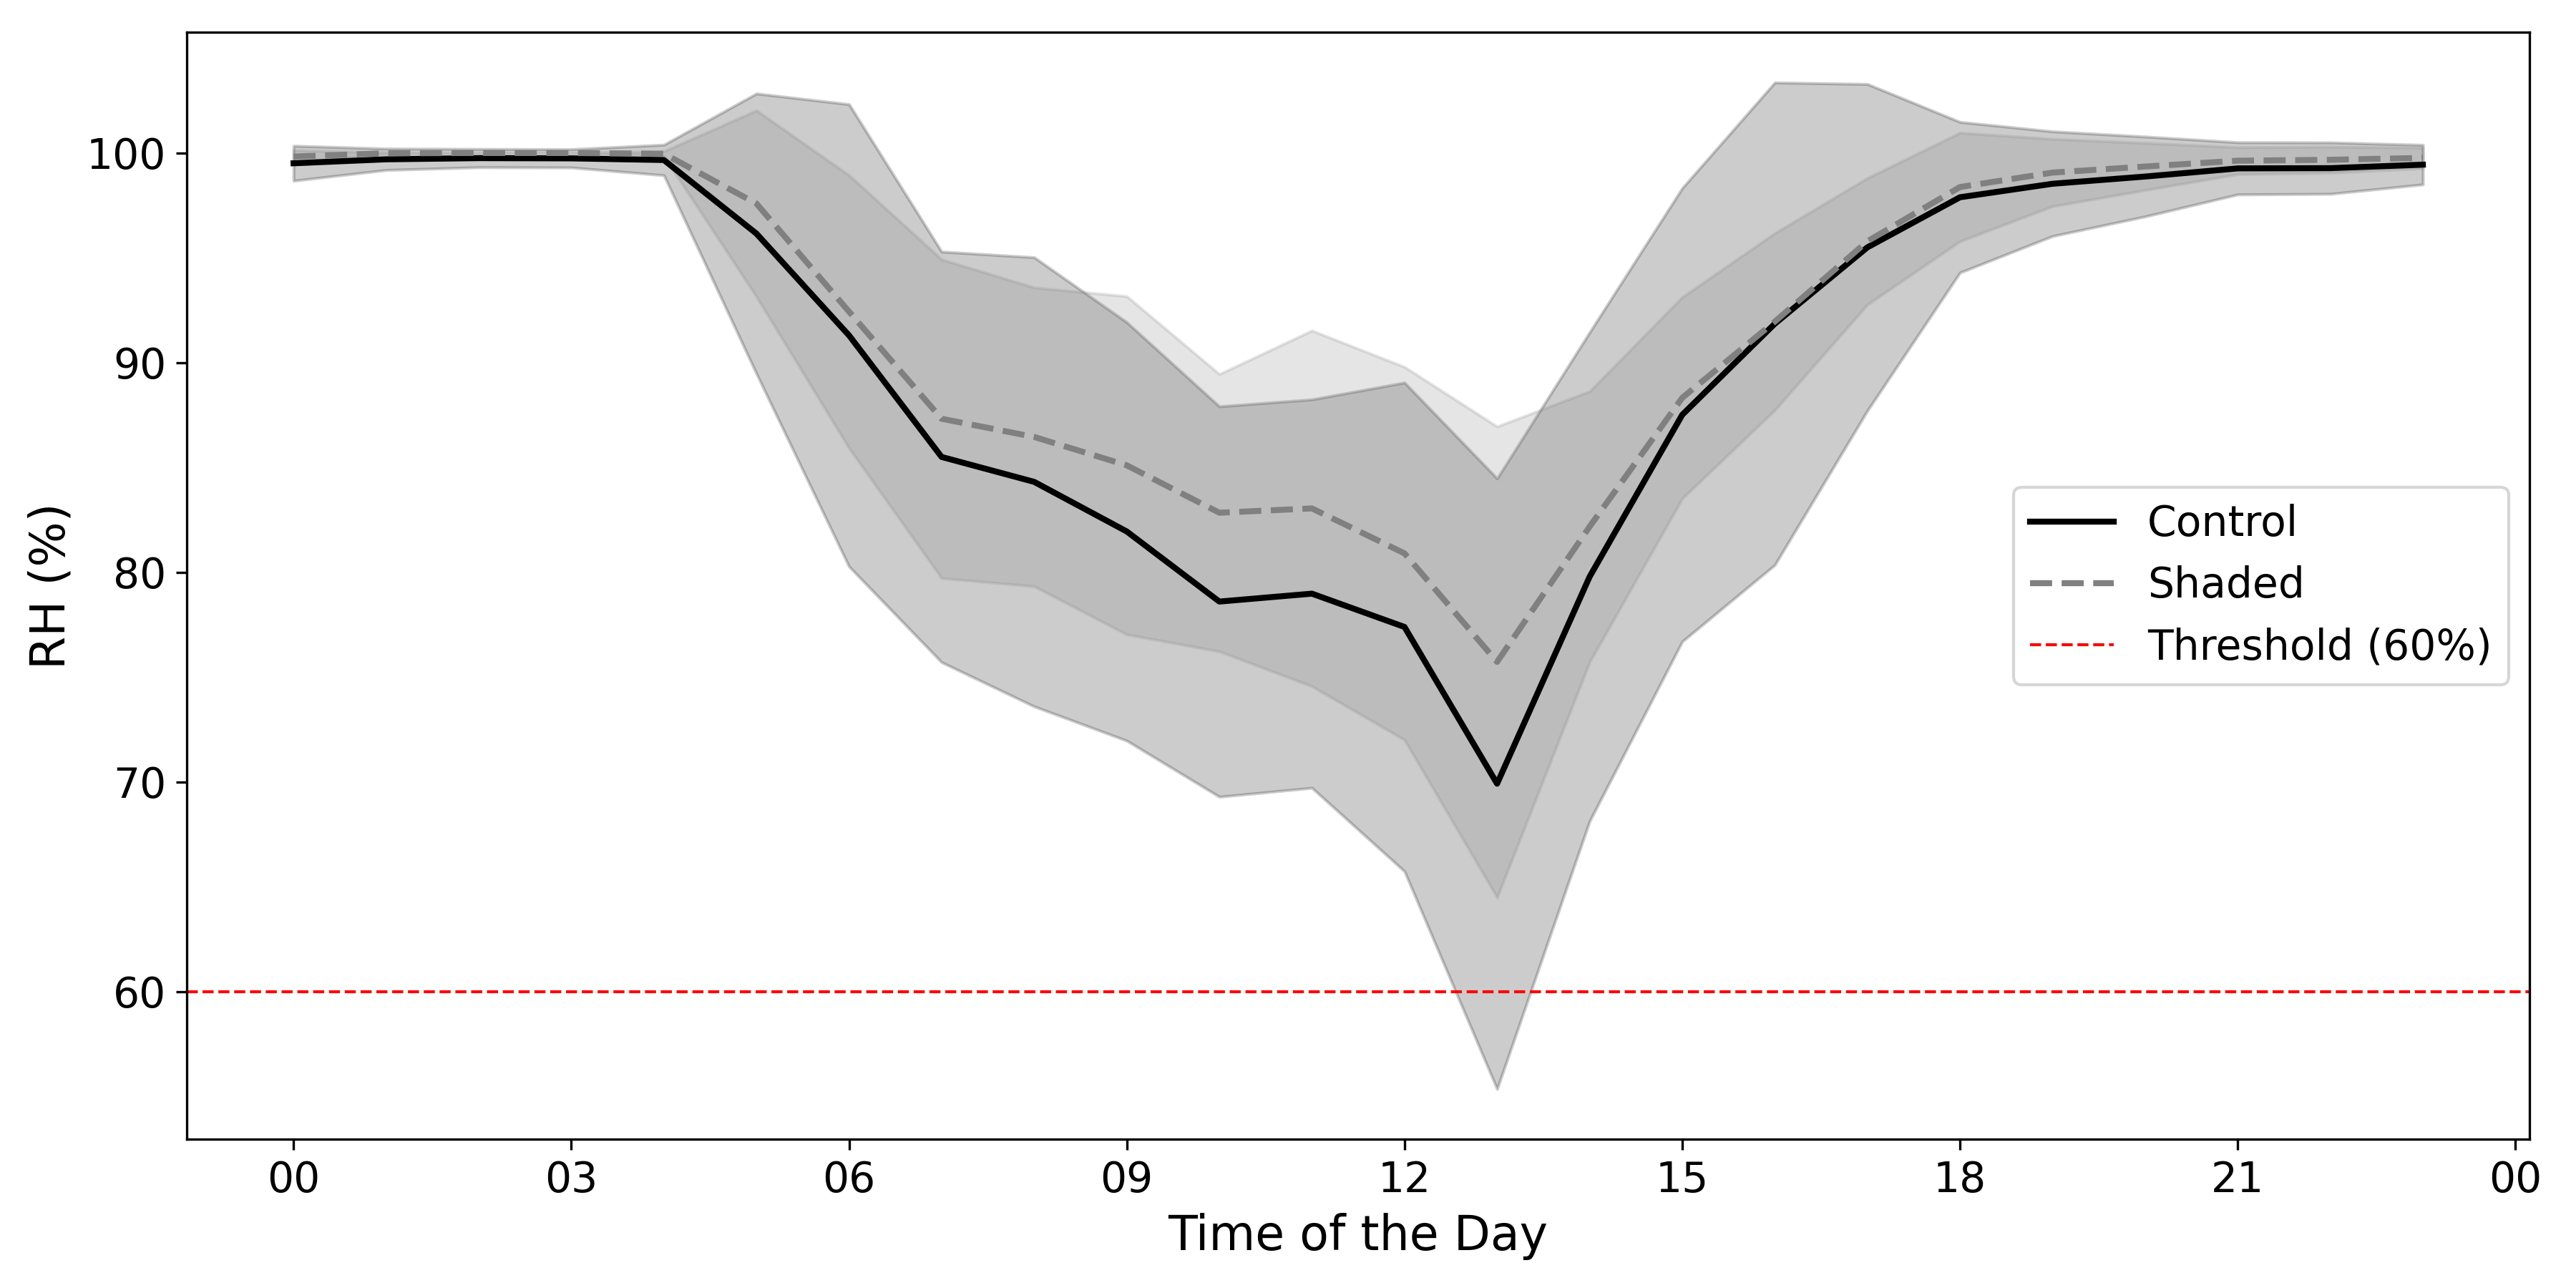 100
90
80
70
60
RH (%)
Control
Shaded
Threshold (60%)
00 03 06 09 12 15 18 21 00
Time of the Day